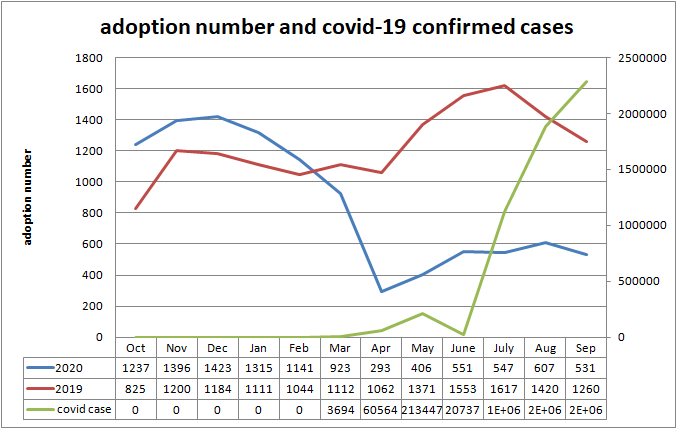 adoption number and covid-19 confirmed cases
1800 2500000
1600
1400 2000000
1200
1000 1500000
800
600 1000000
400
200 500000
0 0
adoption number
Oct Nov Dec Jan Feb Mar Apr May June July Aug Sep
2020 1237 1396 1423 1315 1141 923 293 406 551 547 607 531
2019 825 1200 1184 1111 1044 1112 1062 1371 1553 1617 1420 1260
covid case 0 0 0 0 0 3694 60564 213447 20737 1E+06 2E+06 2E+06